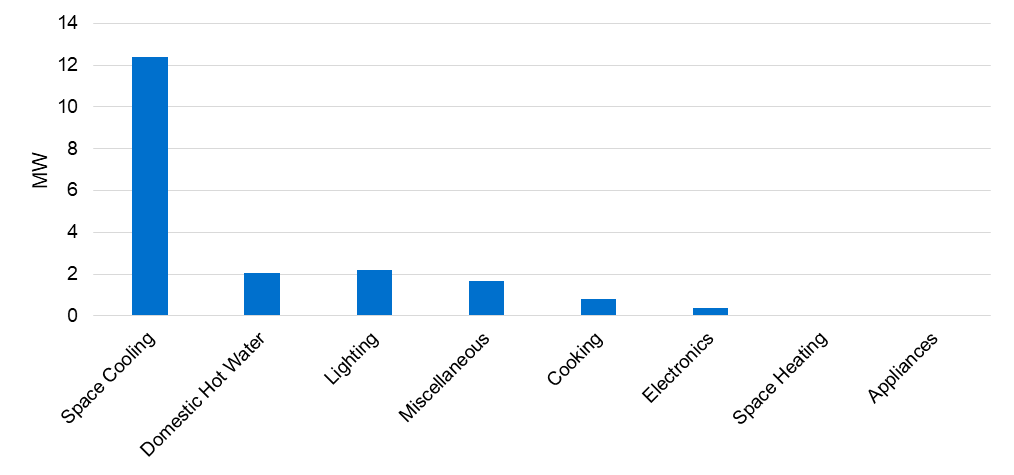 14
12
10
8
6
4
2
0
MW
Space Cooling
Domestic Hot Water
Lighting
Miscellaneous
Cooking
Electronics
Space Heating
Appliances